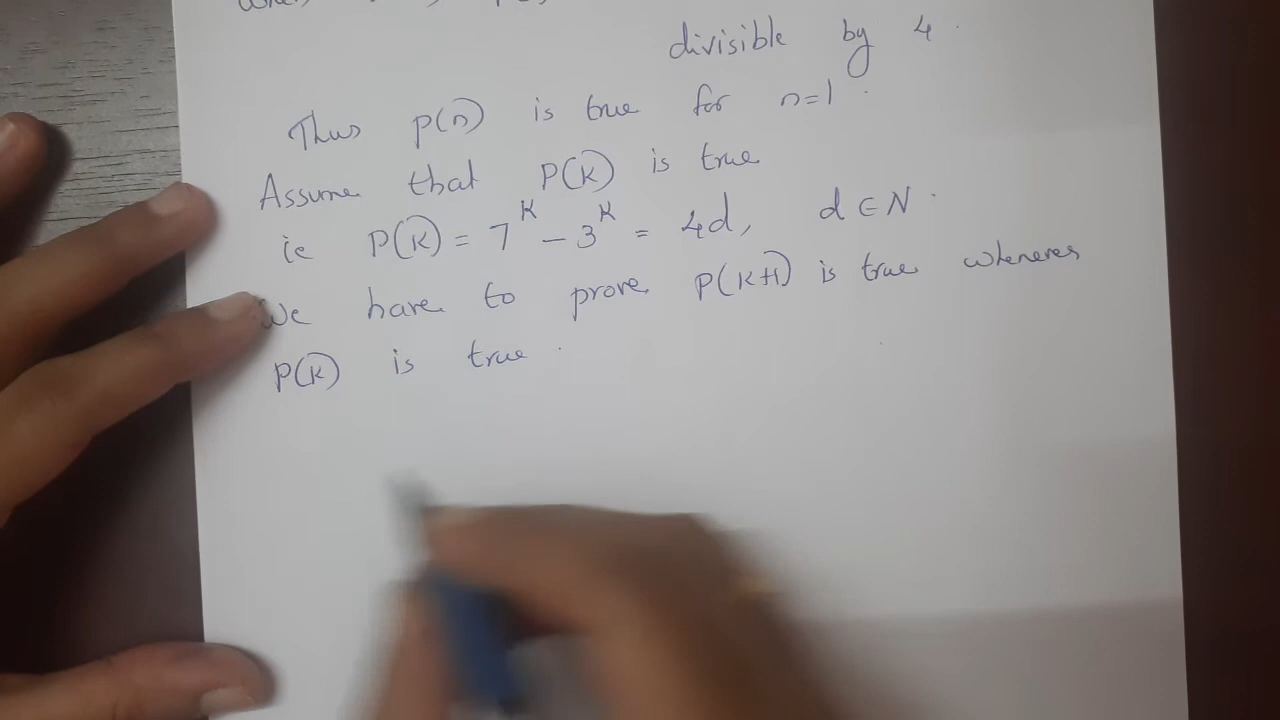 divisible by 4.
Thus p(n) is true for n=1.
Assume that P(K) is true
ie P(K) = 7^K - 3^K = 4d, d ∈ N.
We have to prove P(K+1) is true whenever
P(K) is true.